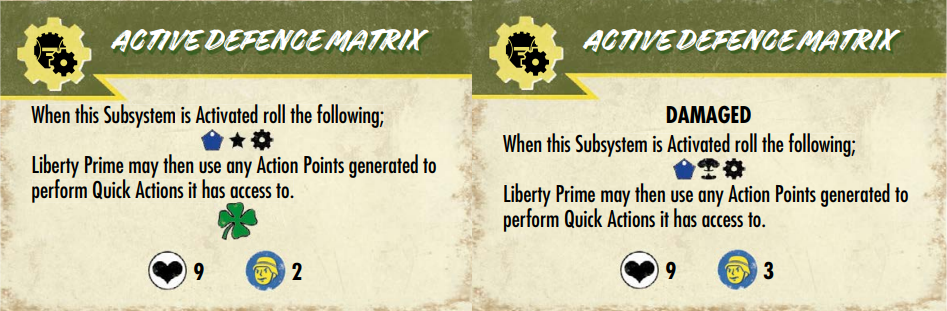 ACTIVE DEFENCE MATRIX
When this Subsystem is Activated roll the following;
Liberty Prime may then use any Action Points generated to
perform Quick Actions it has access to.
9 2
ACTIVE DEFENCE MATRIX
DAMAGED
When this Subsystem is Activated roll the following;
Liberty Prime may then use any Action Points generated to
perform Quick Actions it has access to.
9 3